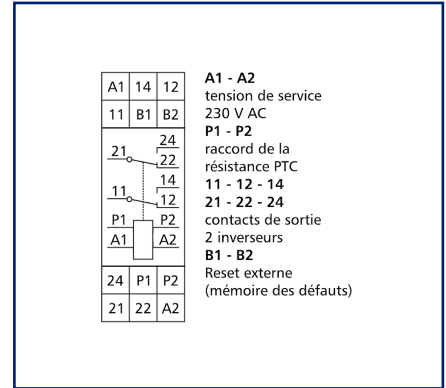 A1 14 12
11 B1 B2
24
21
22
14
11
12
P1 P2
A1 A2
24 P1 P2
21 22 A2
A1 - A2
tension de service
230 V AC
P1 - P2
raccord de la
résistance PTC
11 - 12 - 14
21 - 22 - 24
contacts de sortie
2 inverseurs
B1 - B2
Reset externe
(mémoire des défauts)